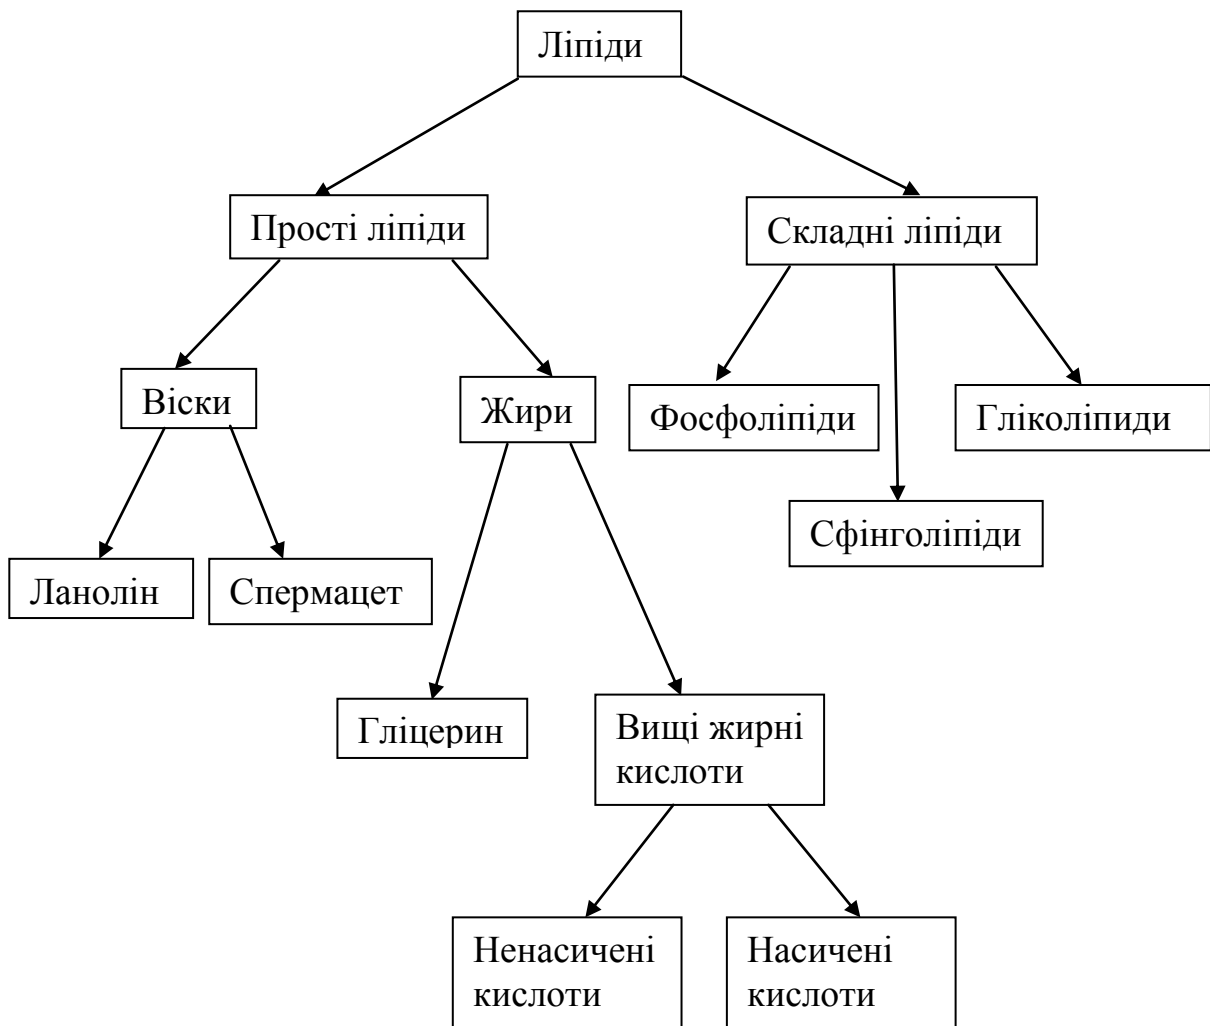 Ліпіди
Прості ліпіди
Складні ліпіди
Віски
Жири
Фосфоліпіди
Гліколіпиди
Сфінголіпіди
Ланолін
Спермацет
Гліцерин
Вищі жирні
кислоти
Ненасичені
кислоти
Насичені
кислоти